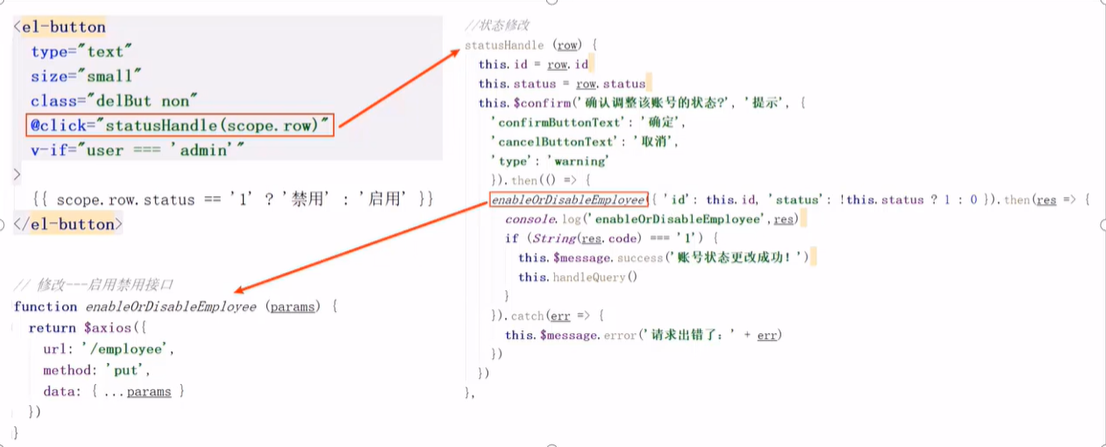 <el-button
type="text"
size="small"
class="delBut non"
@click="statusHandle(scope.row)"
v-if="user === 'admin'"
>
{{ scope.row.status == '1' ? '禁用' : '启用' }}
</el-button>
// 修改---启用禁用接口
function enableOrDisableEmployee (params) {
return $axios({
url: '/employee',
method: 'put',
data: { ...params }
})
}
//状态修改
statusHandle (row) {
this.id = row.id
this.status = row.status
this.$confirm('确认调整该账号的状态?', '提示', {
'confirmButtonText': '确定',
'cancelButtonText': '取消',
'type': 'warning'
}).then(() => {
enableOrDisableEmployee({ 'id': this.id, 'status': !this.status ? 1 : 0 }).then(res => {
console.log('enableOrDisableEmployee',res)
if (String(res.code) === '1') {
this.$message.success('账号状态更改成功！')
this.handleQuery()
}
}).catch(err => {
this.$message.error('请求出错了：' + err)
})
})
},